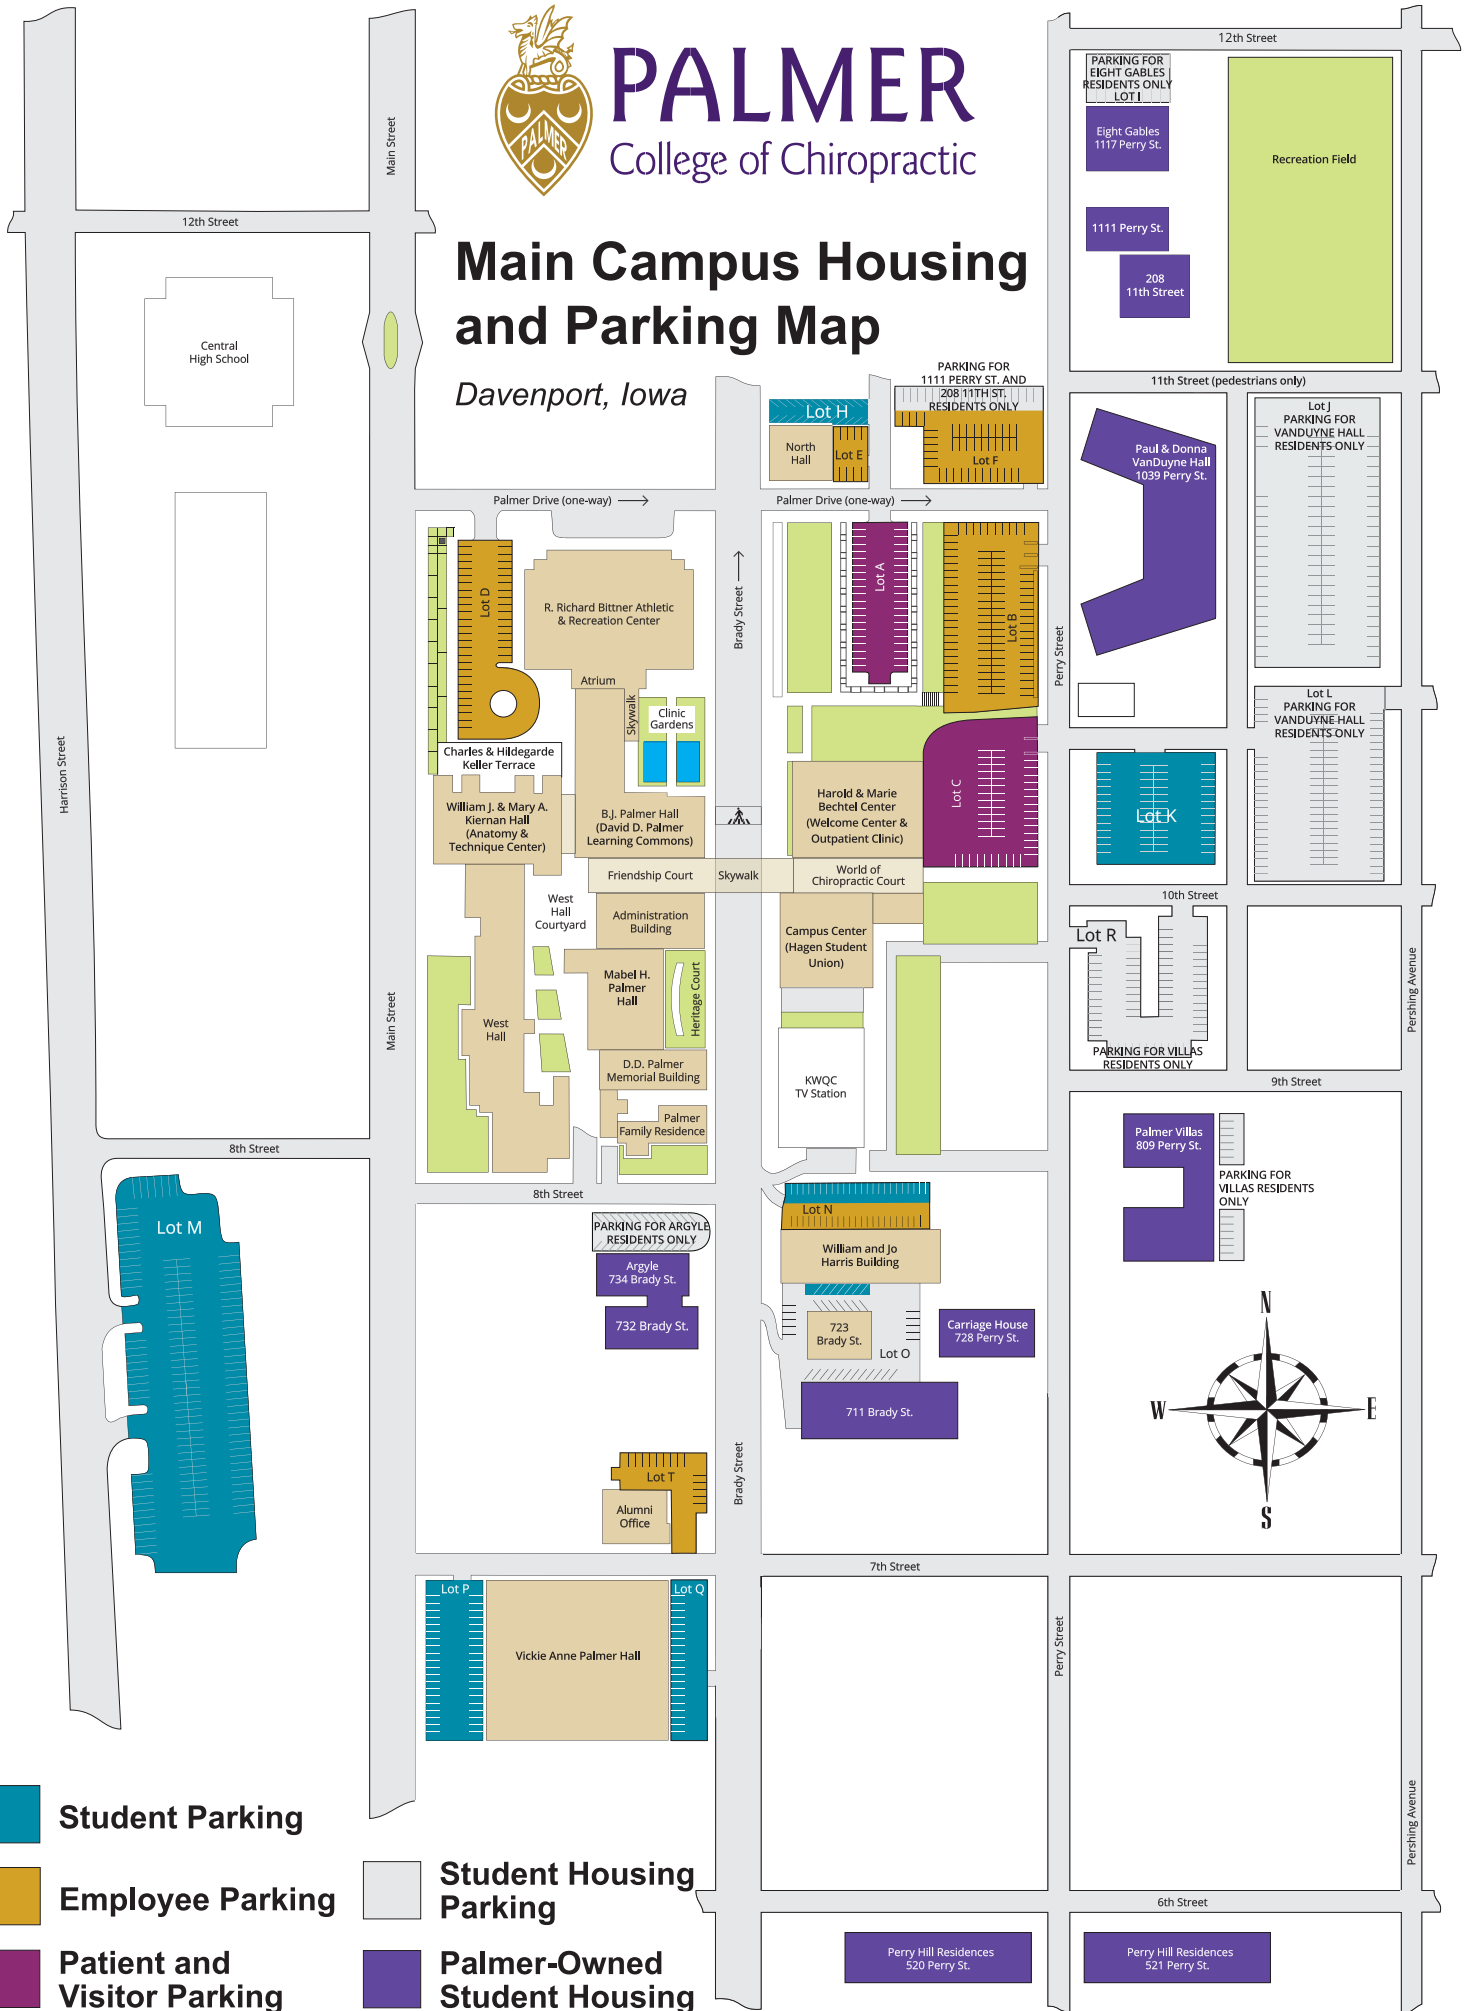 PALMER
College of Chiropractic
PALMER
Main Campus Housing
and Parking Map
Davenport, Iowa
12th Street
PARKING FOR
EIGHT GABLES
RESIDENTS ONLY
LOT I
Eight Gables
1117 Perry St.
Recreation Field
1111 Perry St.
208
11th Street
Main Street
12th Street
Central
High School
11th Street (pedestrians only)
PARKING FOR
1111 PERRY ST. AND
208 11TH ST.
RESIDENTS ONLY
Lot H
North
Hall
Lot E
Lot F
Lot J
PARKING FOR
VANDUYNE HALL
RESIDENTS ONLY
Paul & Donna
VanDuyne Hall
1039 Perry St.
Palmer Drive (one-way)
Palmer Drive (one-way)
Lot D
R. Richard Bittner Athletic
& Recreation Center
Brady Street
Lot A
Lot B
Perry Street
Atrium
Skywalk
Clinic
Gardens
Lot L
PARKING FOR
VANDUYNE HALL
RESIDENTS ONLY
Harrison Street
Charles & Hildegarde
Keller Terrace
William J. & Mary A.
Kiernan Hall
(Anatomy &
Technique Center)
B.J. Palmer Hall
(David D. Palmer
Learning Commons)
Harold & Marie
Bechtel Center
(Welcome Center &
Outpatient Clinic)
Lot C
Lot K
Friendship Court
Skywalk
World of
Chiropractic Court
10th Street
West
Hall
Courtyard
Administration
Building
Campus Center
(Hagen Student
Union)
Lot R
PARKING FOR VILLAS
RESIDENTS ONLY
Pershing Avenue
Main Street
West
Hall
Mabel H.
Palmer
Hall
Heritage Court
D.D. Palmer
Memorial Building
KWQC
TV Station
9th Street
Palmer
Family Residence
Palmer Villas
809 Perry St.
PARKING FOR
VILLAS RESIDENTS
ONLY
8th Street
8th Street
Lot M
PARKING FOR ARGYLE
RESIDENTS ONLY
Lot N
William and Jo
Harris Building
Argyle
734 Brady St.
732 Brady St.
723
Brady St.
Lot O
Carriage House
728 Perry St.
711 Brady St.
N
W
E
S
Lot T
Alumni
Office
Brady Street
7th Street
Lot P
Vickie Anne Palmer Hall
Lot Q
Perry Street
Pershing Avenue
6th Street
Perry Hill Residences
520 Perry St.
Perry Hill Residences
521 Perry St.
Student Parking
Employee Parking
Patient and
Visitor Parking
Student Housing
Parking
Palmer-Owned
Student Housing